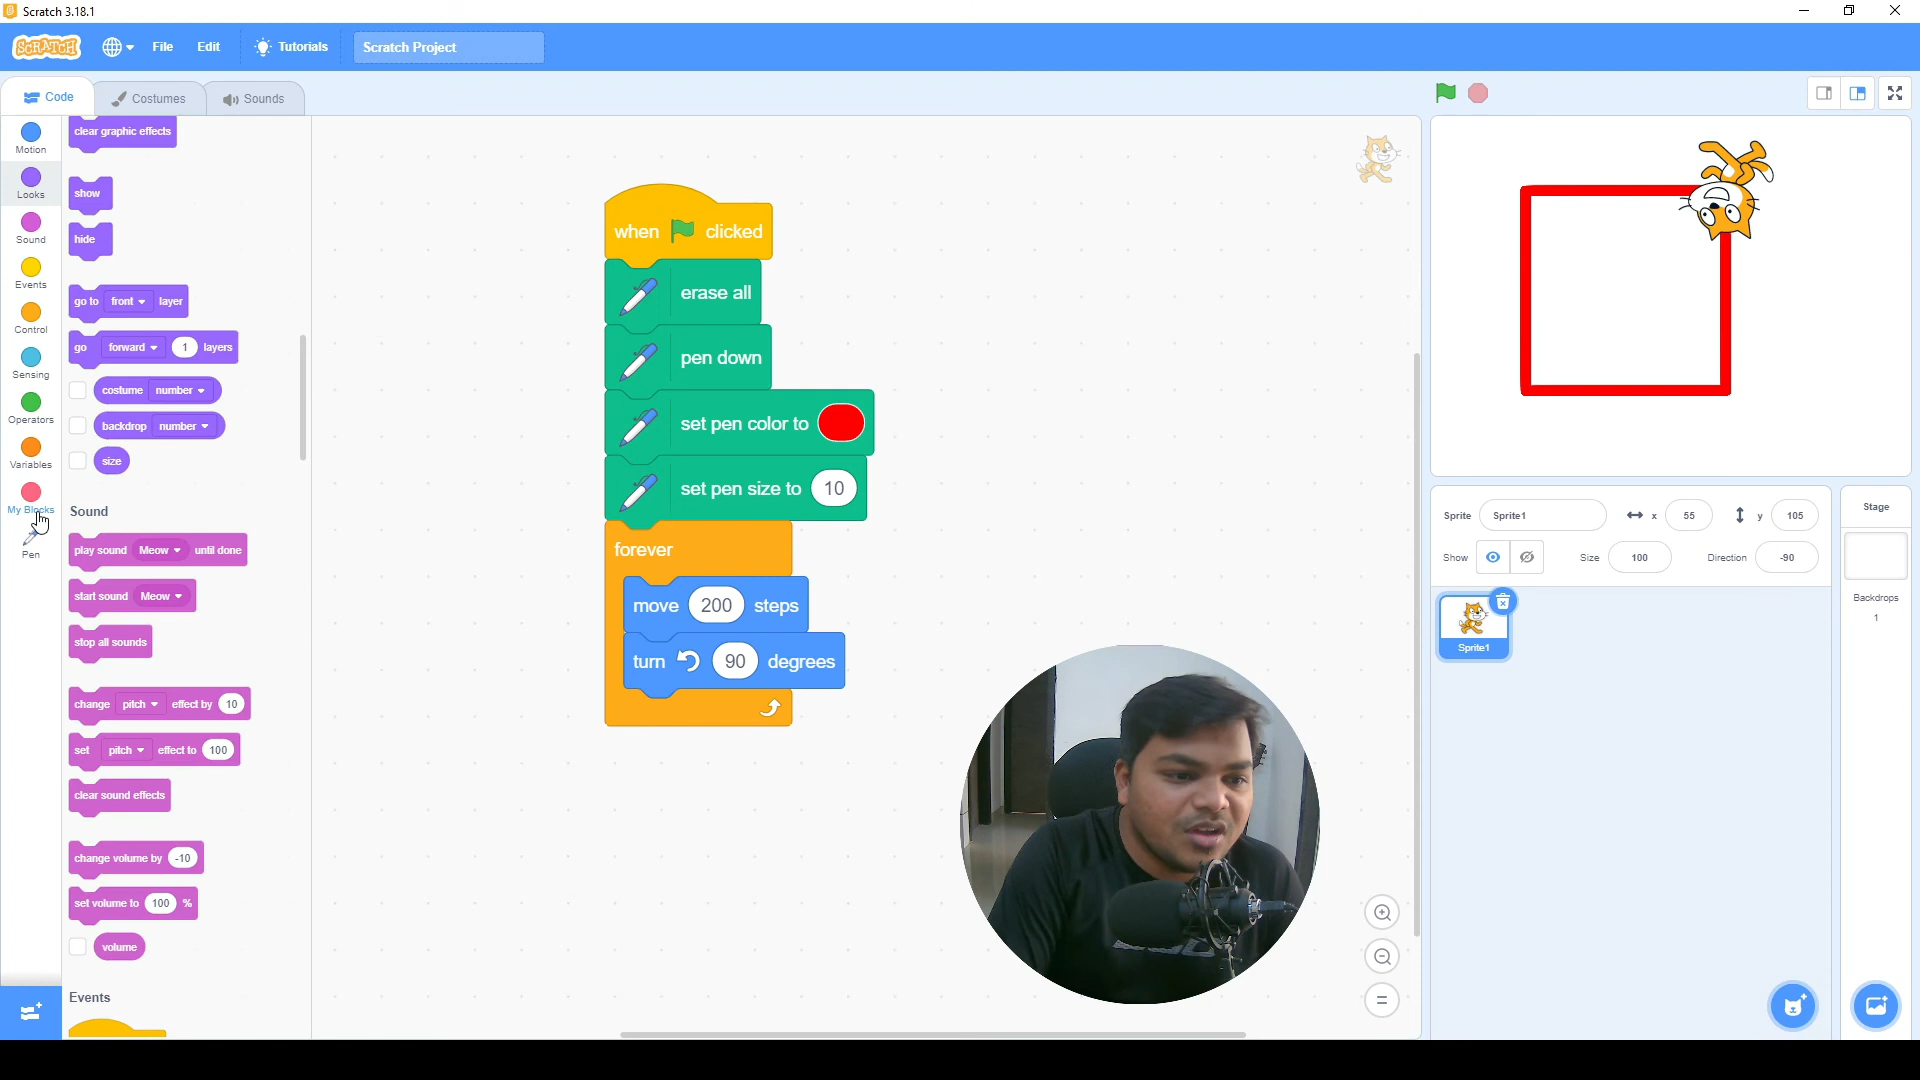 Scratch 3.18.1
SCRATCH File Edit Tutorials Scratch Project
Code Costumes Sounds
Motion
Looks
Sound
Events
Control
Sensing
Operators
Variables
My Blocks
Pen
clear graphic effects
show
hide
go to front layer
go forward 1 layers
costume number
backdrop number
size
Sound
play sound Meow until done
start sound Meow
stop all sounds
change pitch effect by 10
set pitch effect to 100
clear sound effects
change volume by -10
set volume to 100 %
volume
Events
when clicked
erase all
pen down
set pen color to
set pen size to 10
forever
move 200 steps
turn 90 degrees
Sprite Sprite1 x 55 y 105
Show Size 100 Direction -90
Sprite1
Stage
Backdrops
1